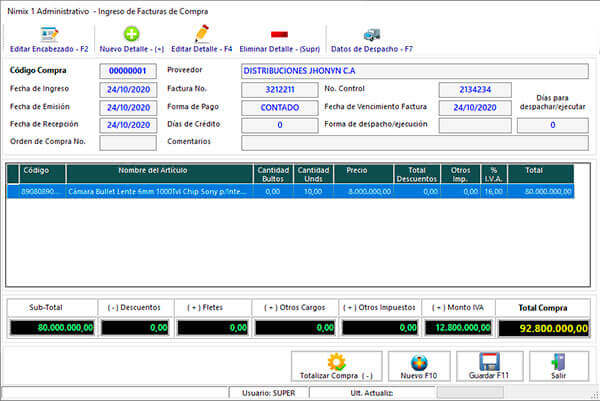 Nimix 1 Administrativo - Ingreso de Facturas de Compra
Editar Encabezado - F2 Nuevo Detalle - (+) Editar Detalle - F4 Eliminar Detalle - (Supr) Datos de Despacho - F7
Código Compra 00000001 Proveedor DISTRIBUCIONES JHONYN C.A
Fecha de Ingreso 24/10/2020 Factura No. 3212211 No. Control 2134234
Fecha de Emisión 24/10/2020 Forma de Pago CONTADO Fecha de Vencimiento Factura 24/10/2020 Días para despachar/ejecutar
Fecha de Recepción 24/10/2020 Días de Crédito 0 Forma de despacho/ejecución 0
Orden de Compra No. Comentarios
Código Nombre del Artículo Cantidad Bultos Cantidad Unds Precio Total Descuentos Otros Imp. % I.V.A. Total
89080890... Cámara Bullet Lente 6mm 1000Tvl Chip Sony p/Inte... 0,00 10,00 8.000.000,00 0,00 0,00 16,00 80.000.000,00
Sub-Total ( - ) Descuentos ( + ) Fletes ( + ) Otros Cargos ( + ) Otros Impuestos ( + ) Monto IVA Total Compra
80.000.000,00 0,00 0,00 0,00 0,00 12.800.000,00 92.800.000,00
Totalizar Compra ( - ) Nuevo F10 Guardar F11 Salir
Usuario: SUPER Ult. Actualiz: